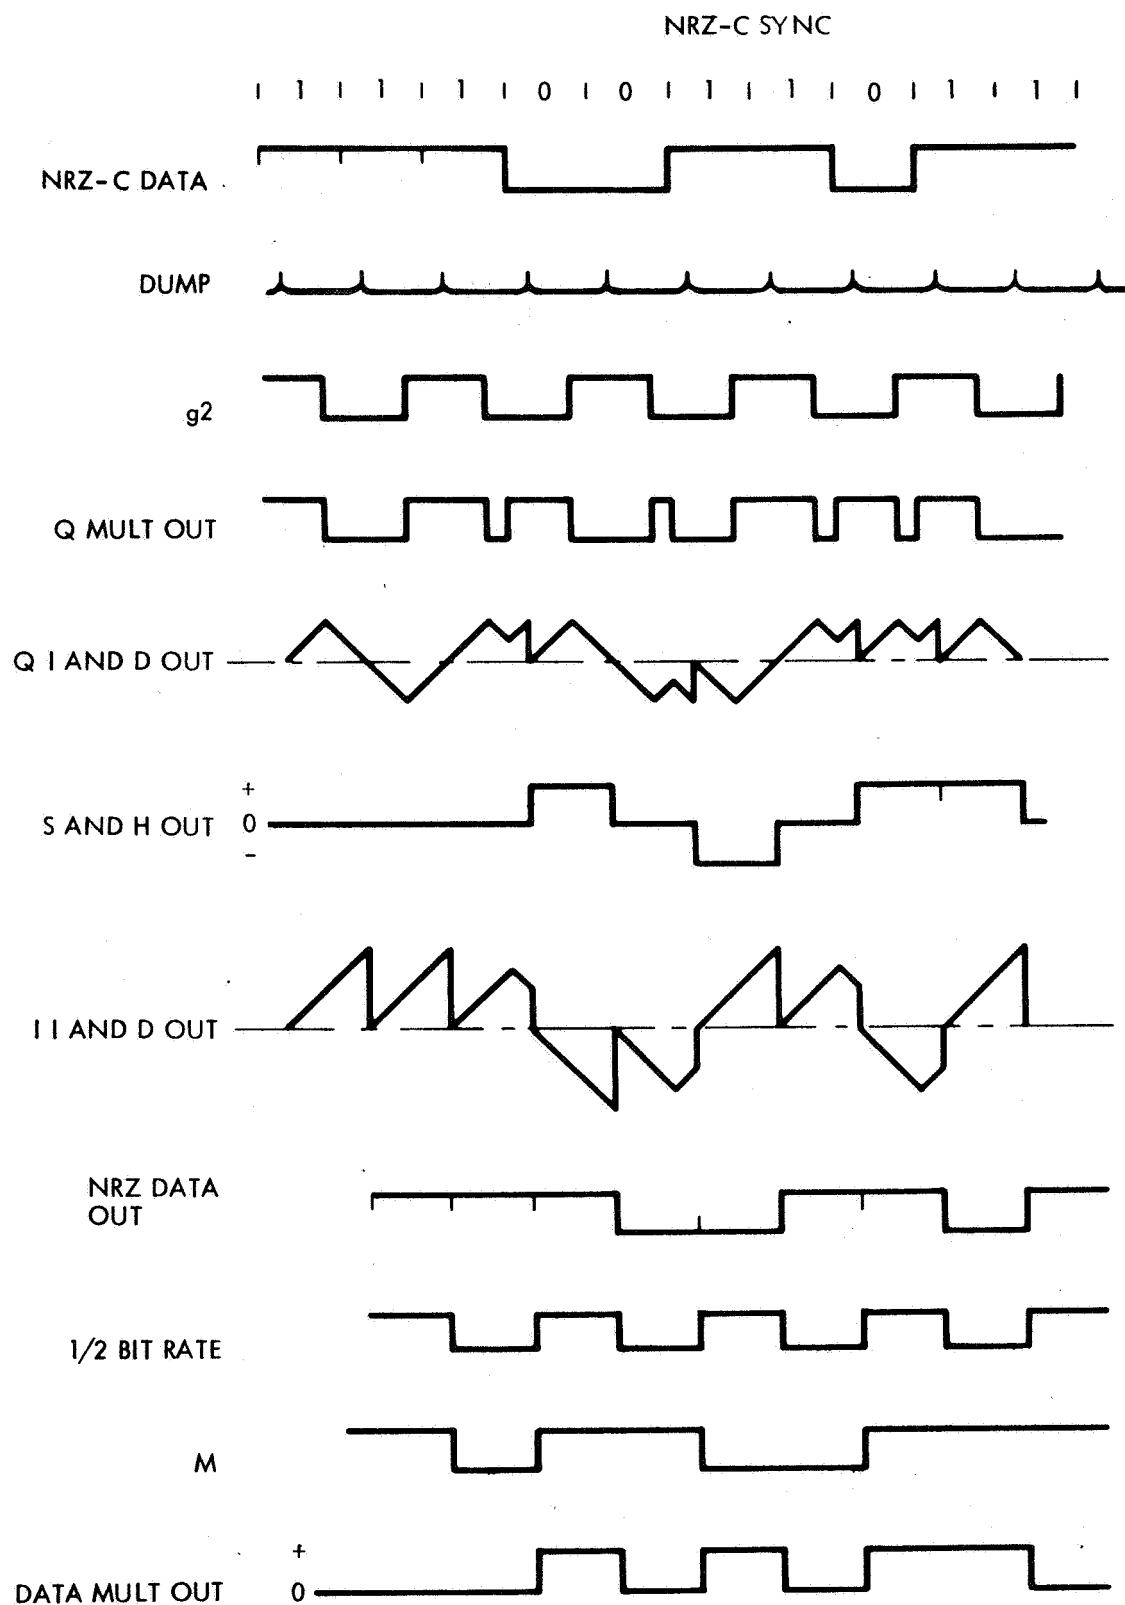 NRZ-C SYNC
| 1 | 1 | 1 | 0 | 0 | 1 | 1 | 0 | 1 | 1 |
NRZ-C DATA
DUMP
g2
Q MULT OUT
Q I AND D OUT
+
S AND H OUT 0
-
I I AND D OUT
NRZ DATA
OUT
1/2 BIT RATE
M
+
DATA MULT OUT 0